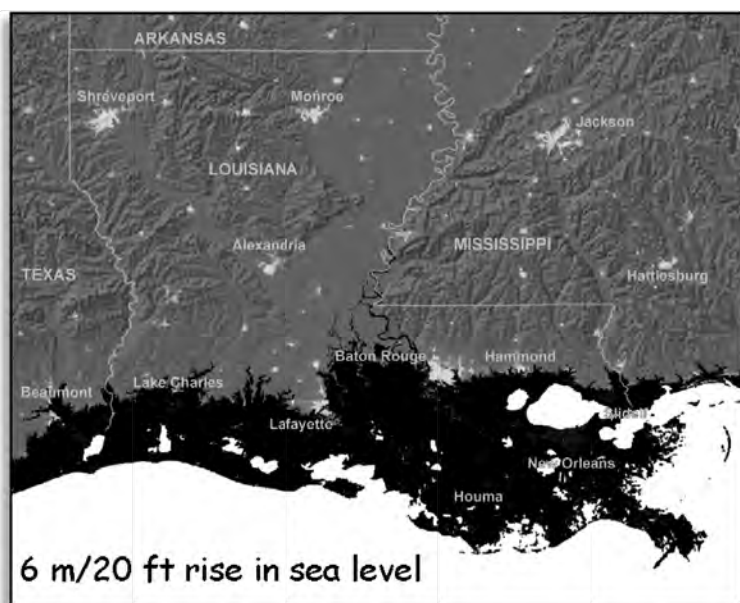 ARKANSAS
Shreveport
Monroe
Jackson
LOUISIANA
Alexandria
MISSISSIPPI
TEXAS
Hattiesburg
Baton Rouge
Hammond
Beaumont
Lake Charles
Lafayette
Slidell
New Orleans
Houma
6 m/20 ft rise in sea level